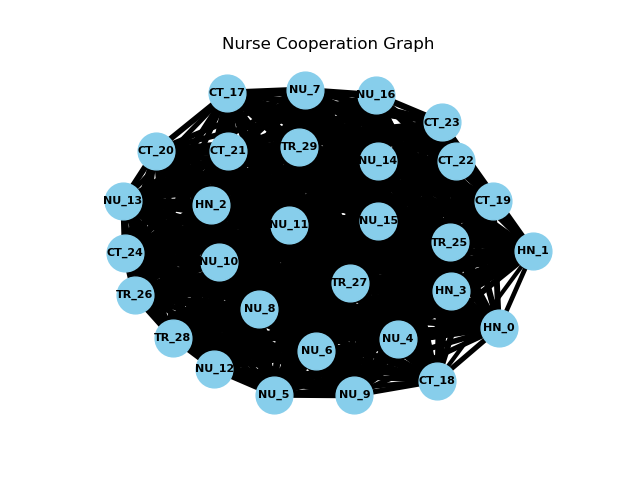 Nurse Cooperation Graph
NU_7
CT_17
NU_16
CT_23
TR_29
CT_20
CT_21
NU_14
CT_22
NU_13
CT_19
HN_2
NU_11
NU_15
TR_25
HN_1
CT_24
NU_10
TR_27
HN_3
TR_26
NU_8
HN_0
TR_28
NU_4
NU_6
NU_12
CT_18
NU_5
NU_9